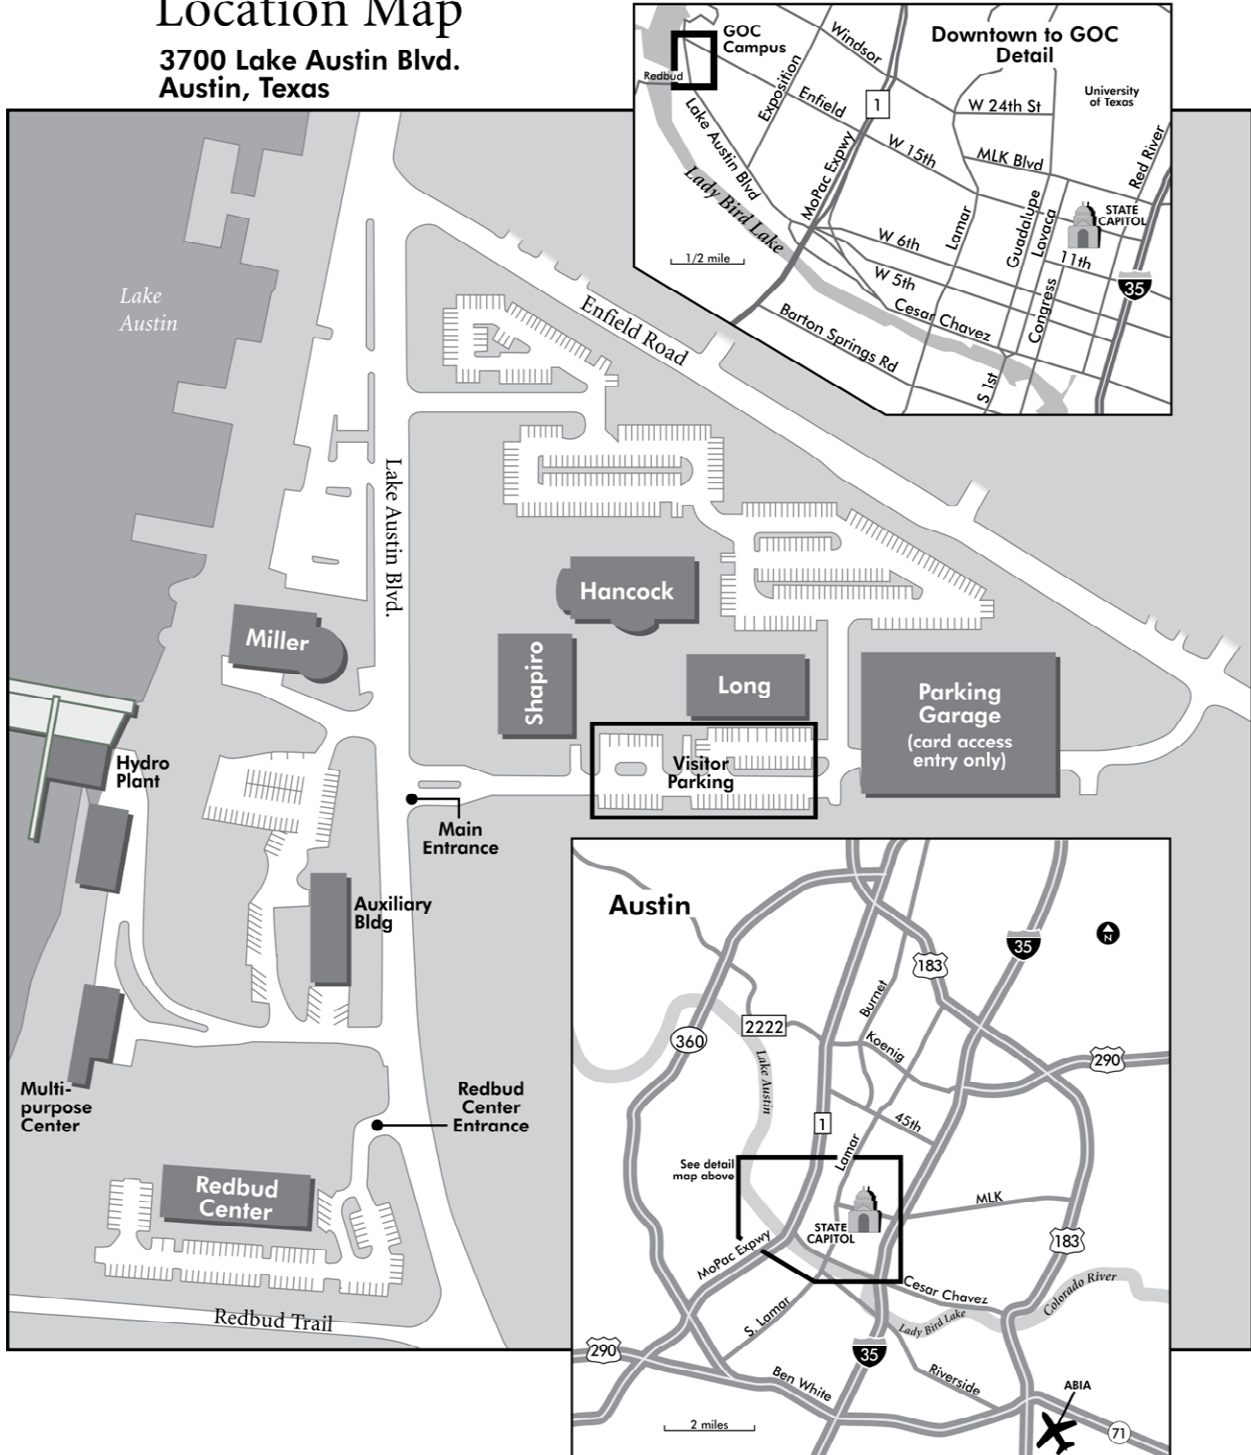 Location Map
3700 Lake Austin Blvd.
Austin, Texas
GOC
Campus
Redbud
Downtown to GOC
Detail
Windsor
Exposition
Enfield
1
W 24th St
University
of Texas
Lake Austin Blvd
MoPac Expwy
W 15th
MLK Blvd
Red River
Lady Bird Lake
Lamar
Guadalupe
Lavaca
STATE
CAPITOL
11th
W 6th
W 5th
1/2 mile
Cesar Chavez
Congress
35
Barton Springs Rd
S 1st
Lake
Austin
Enfield Road
Lake Austin Blvd.
Hancock
Miller
Shapiro
Long
Parking
Garage
(card access
entry only)
Visitor
Parking
Hydro
Plant
Main
Entrance
Auxiliary
Bldg
Multi-
purpose
Center
Redbud
Center
Entrance
Redbud
Center
Redbud Trail
Austin
35
N
183
Burnet
2222
360
Koenig
290
Lake Austin
1
45th
Lamar
See detail
map above
MLK
STATE
CAPITOL
183
MoPac Expwy
Cesar Chavez
Colorado River
S. Lamar
Lady Bird Lake
290
35
Ben White
Riverside
ABIA
2 miles
71